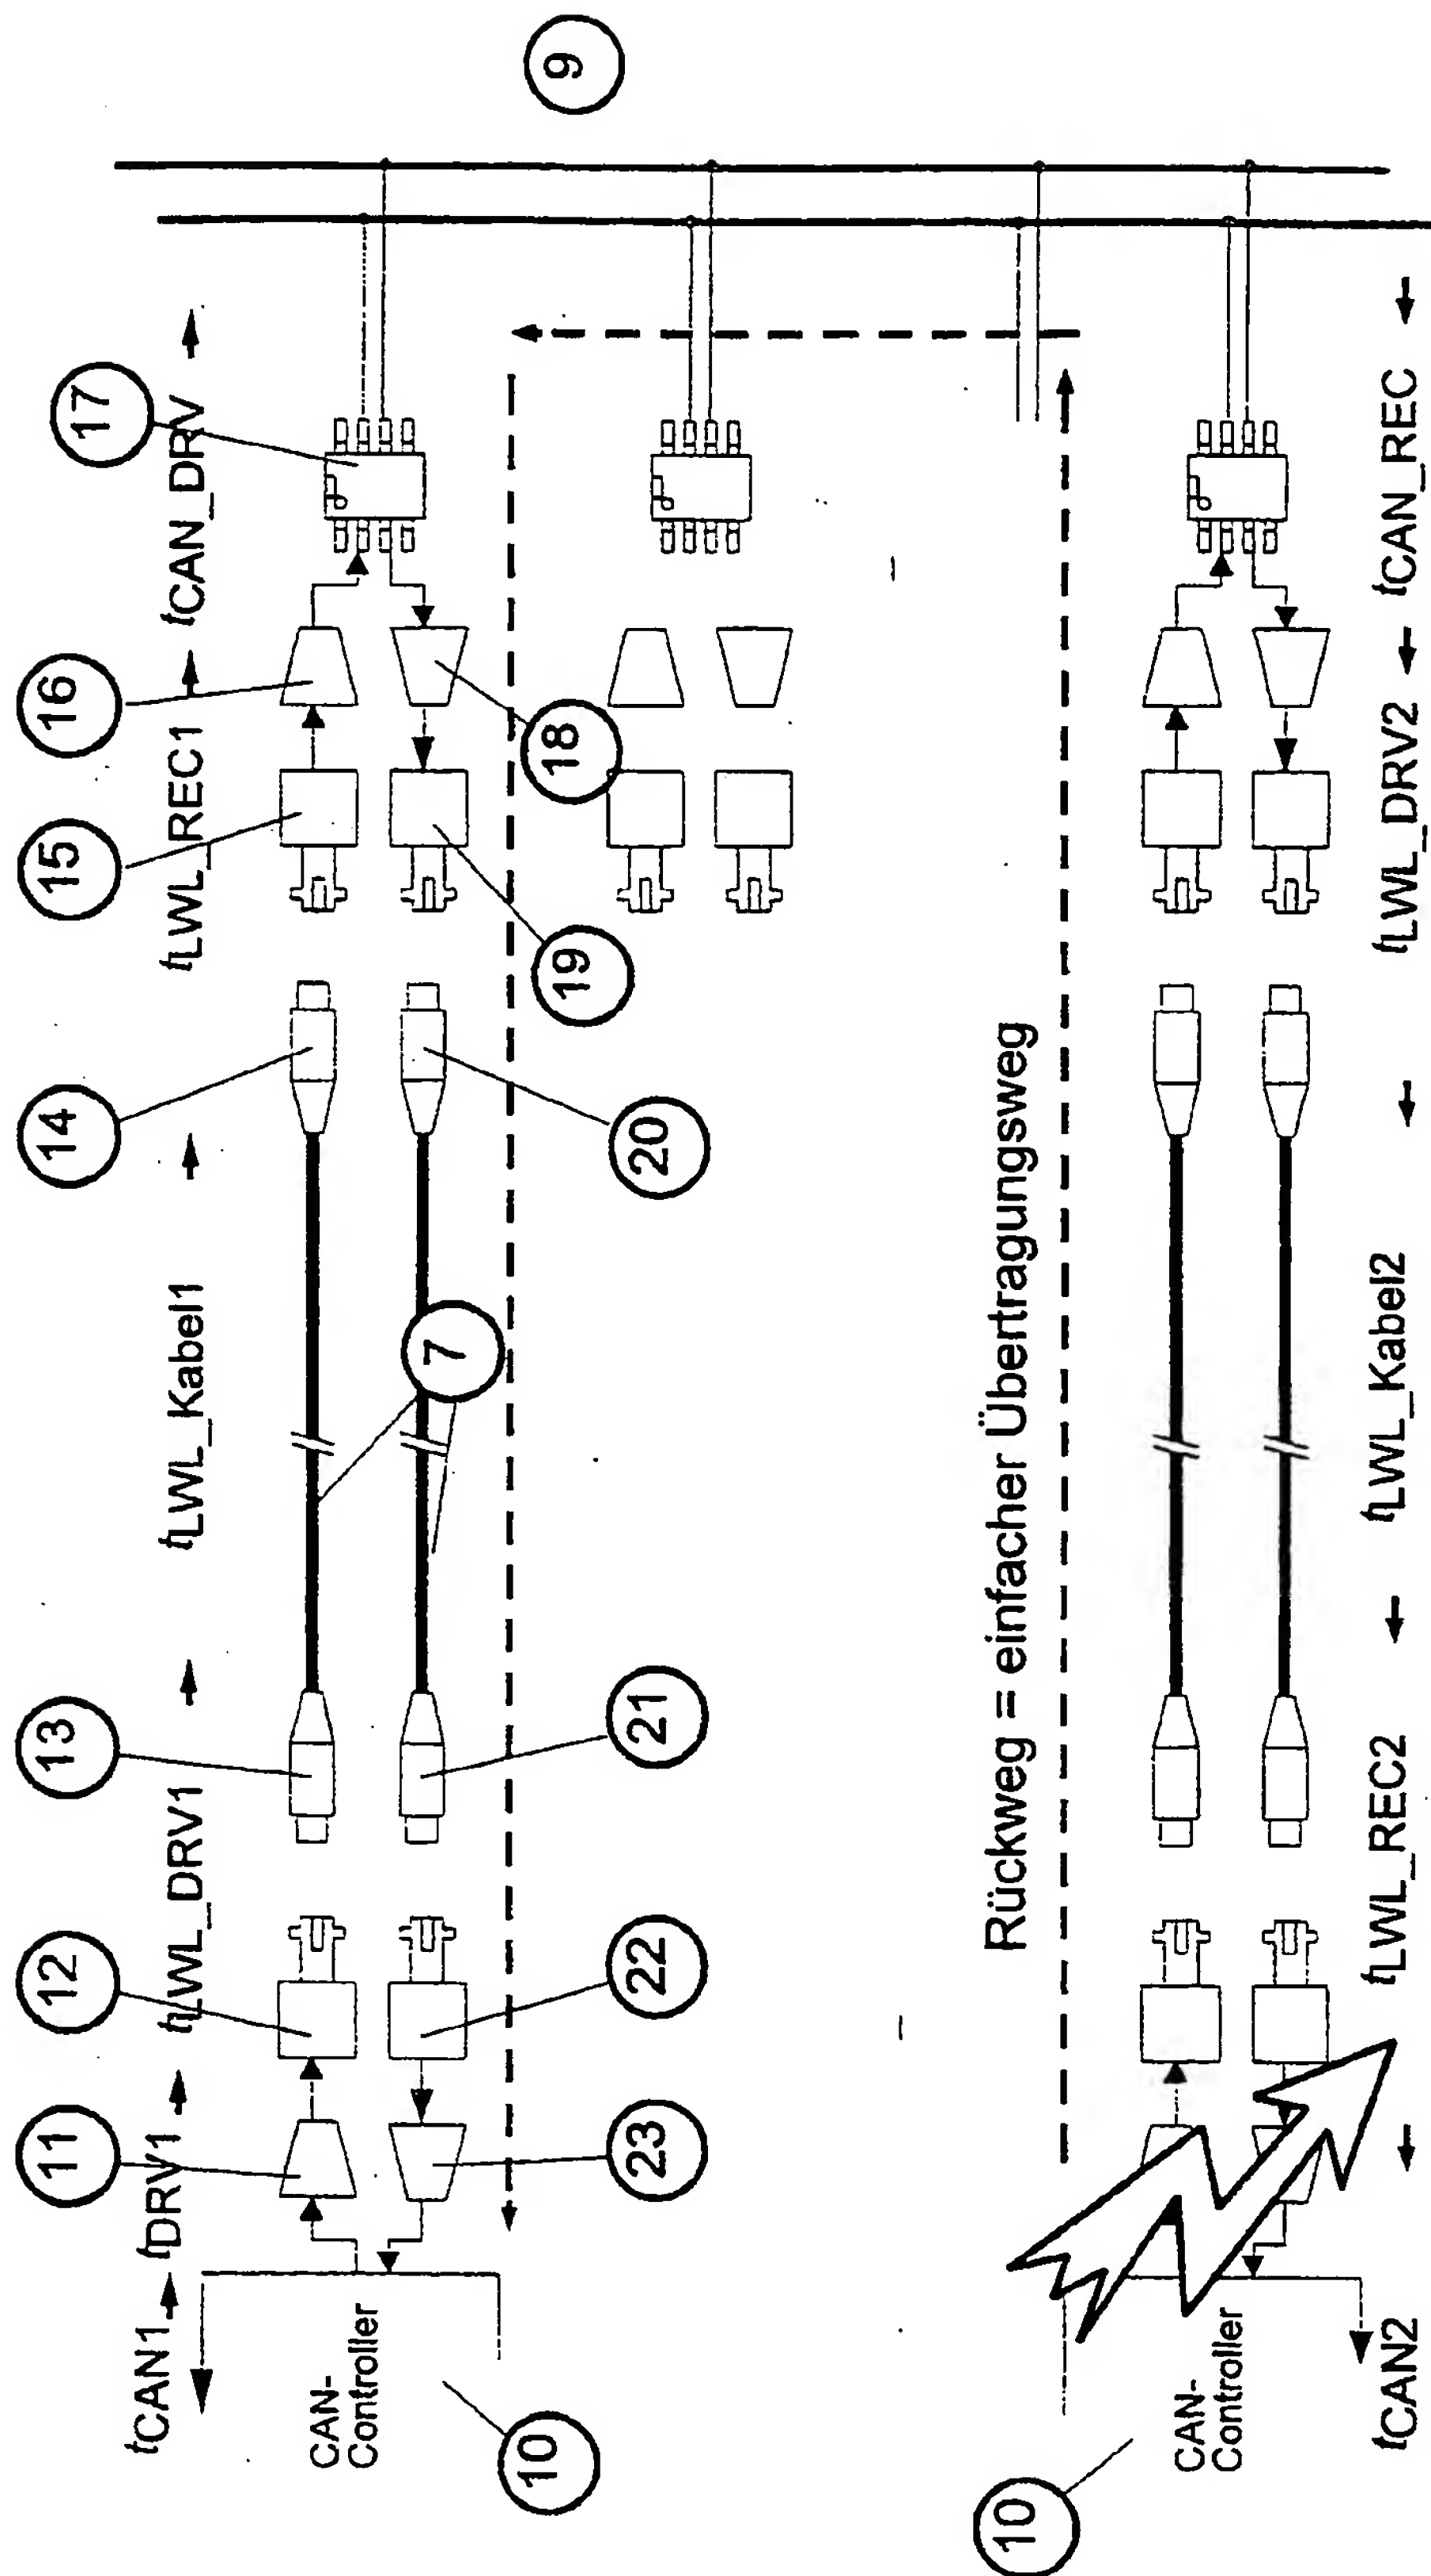 11
12
13
14
15
16
17
tCAN1
tDRV1
tLWL_DRV1
tLWL_Kabel1
tLWL_REC1
tCAN_DRV
CAN-
Controller
7
10
19
18
9
23
22
21
20
Rückweg = einfacher Übertragungsweg
10
CAN-
Controller
tCAN2
tLWL_REC2
tLWL_Kabel2
tLWL_DRV2
tCAN_REC